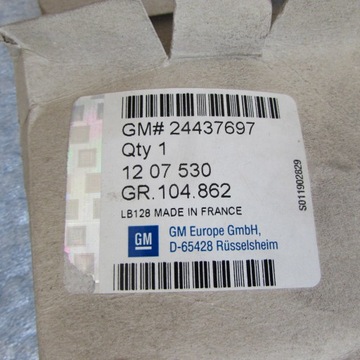 GM# 24437697
Qty 1
12 07 530
GR.104.862
LB128 MADE IN FRANCE
GM
GM Europe GmbH,
D-65428 Rüsselsheim
S011902829